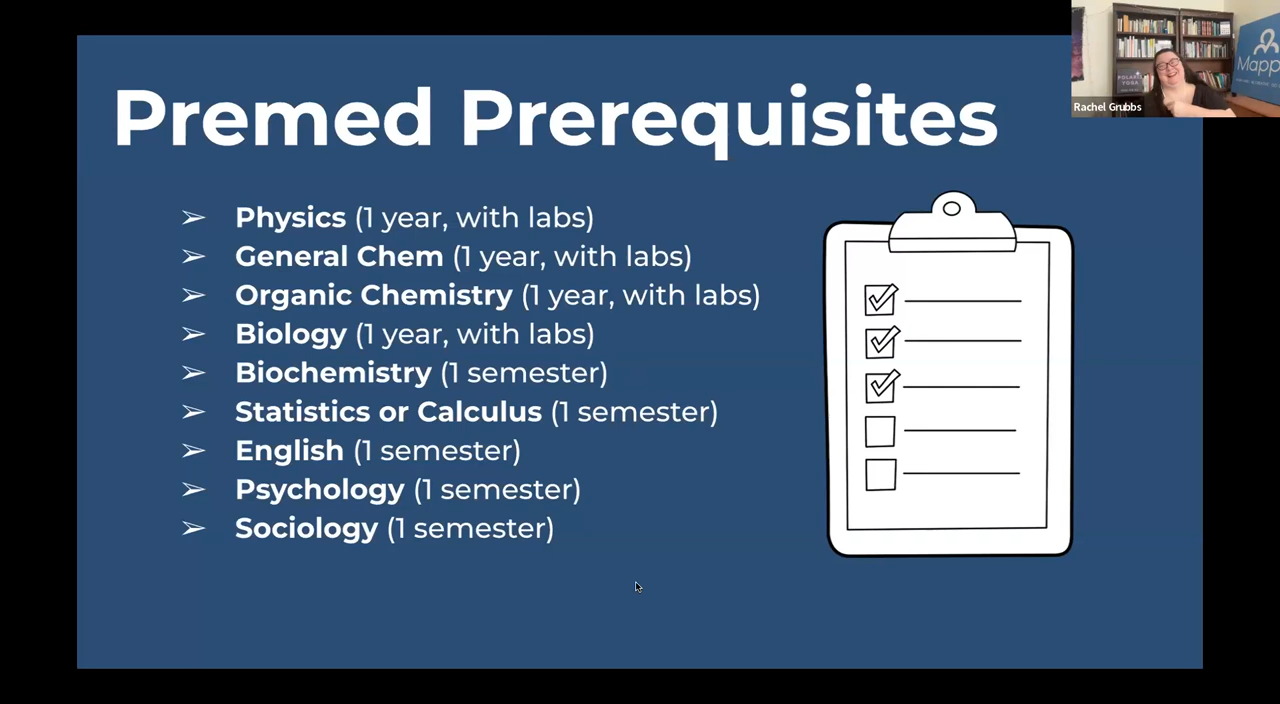 Premed Prerequisites
➢ Physics (1 year, with labs)
➢ General Chem (1 year, with labs)
➢ Organic Chemistry (1 year, with labs)
➢ Biology (1 year, with labs)
➢ Biochemistry (1 semester)
➢ Statistics or Calculus (1 semester)
➢ English (1 semester)
➢ Psychology (1 semester)
➢ Sociology (1 semester)
Mapp
Rachel Grubbs